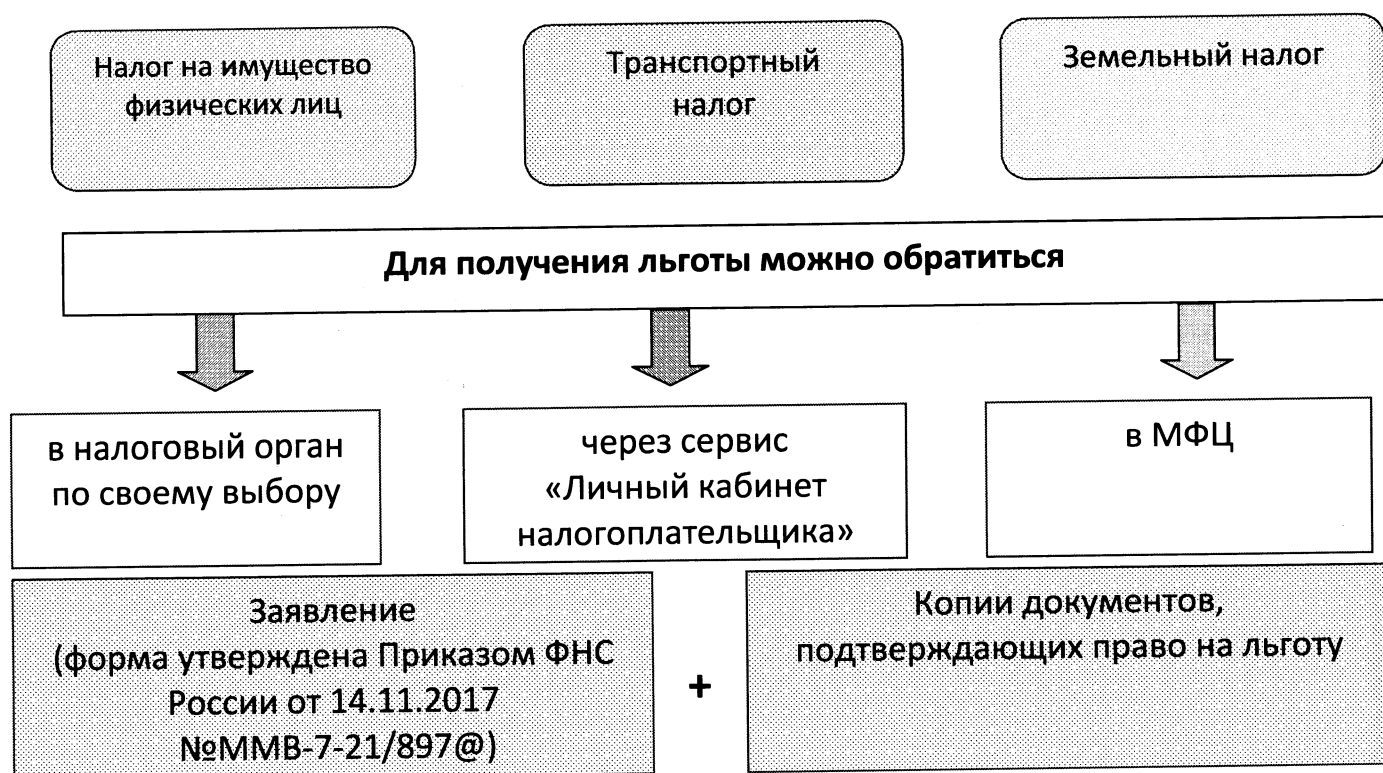 Налог на имущество
физических лиц
Транспортный
налог
Земельный налог
Для получения льготы можно обратиться
в налоговый орган
по своему выбору
через сервис
«Личный кабинет
налогоплательщика»
в МФЦ
Заявление
(форма утверждена Приказом ФНС
России от 14.11.2017
№ММВ-7-21/897@)
+
Копии документов,
подтверждающих право на льготу